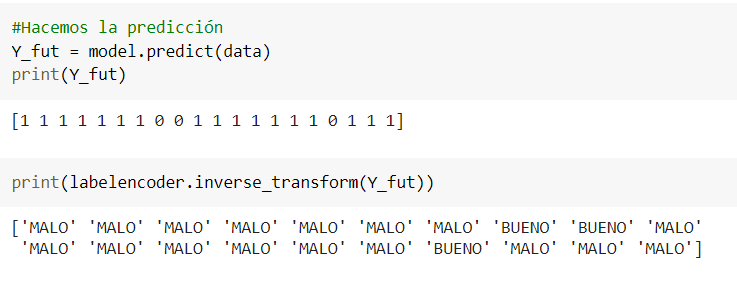 #Hacemos la predicción
Y_fut = model.predict(data)
print(Y_fut)
[1 1 1 1 1 1 1 0 0 1 1 1 1 1 1 1 0 1 1 1]
print(labelencoder.inverse_transform(Y_fut))
['MALO' 'MALO' 'MALO' 'MALO' 'MALO' 'MALO' 'MALO' 'BUENO' 'BUENO' 'MALO'
'MALO' 'MALO' 'MALO' 'MALO' 'MALO' 'MALO' 'BUENO' 'MALO' 'MALO' 'MALO']